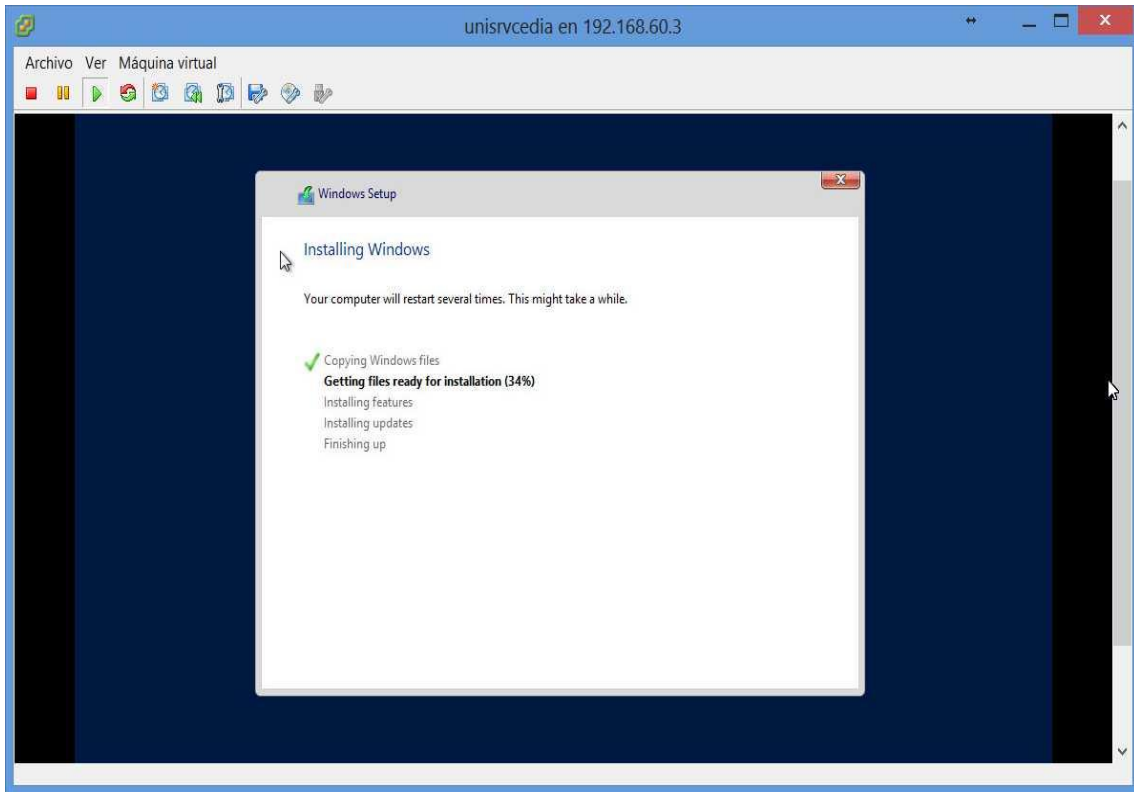 unisrvcedia en 192.168.60.3
Archivo Ver Máquina virtual
Windows Setup
Installing Windows
Your computer will restart several times. This might take a while.
Copying Windows files
Getting files ready for installation (34%)
Installing features
Installing updates
Finishing up